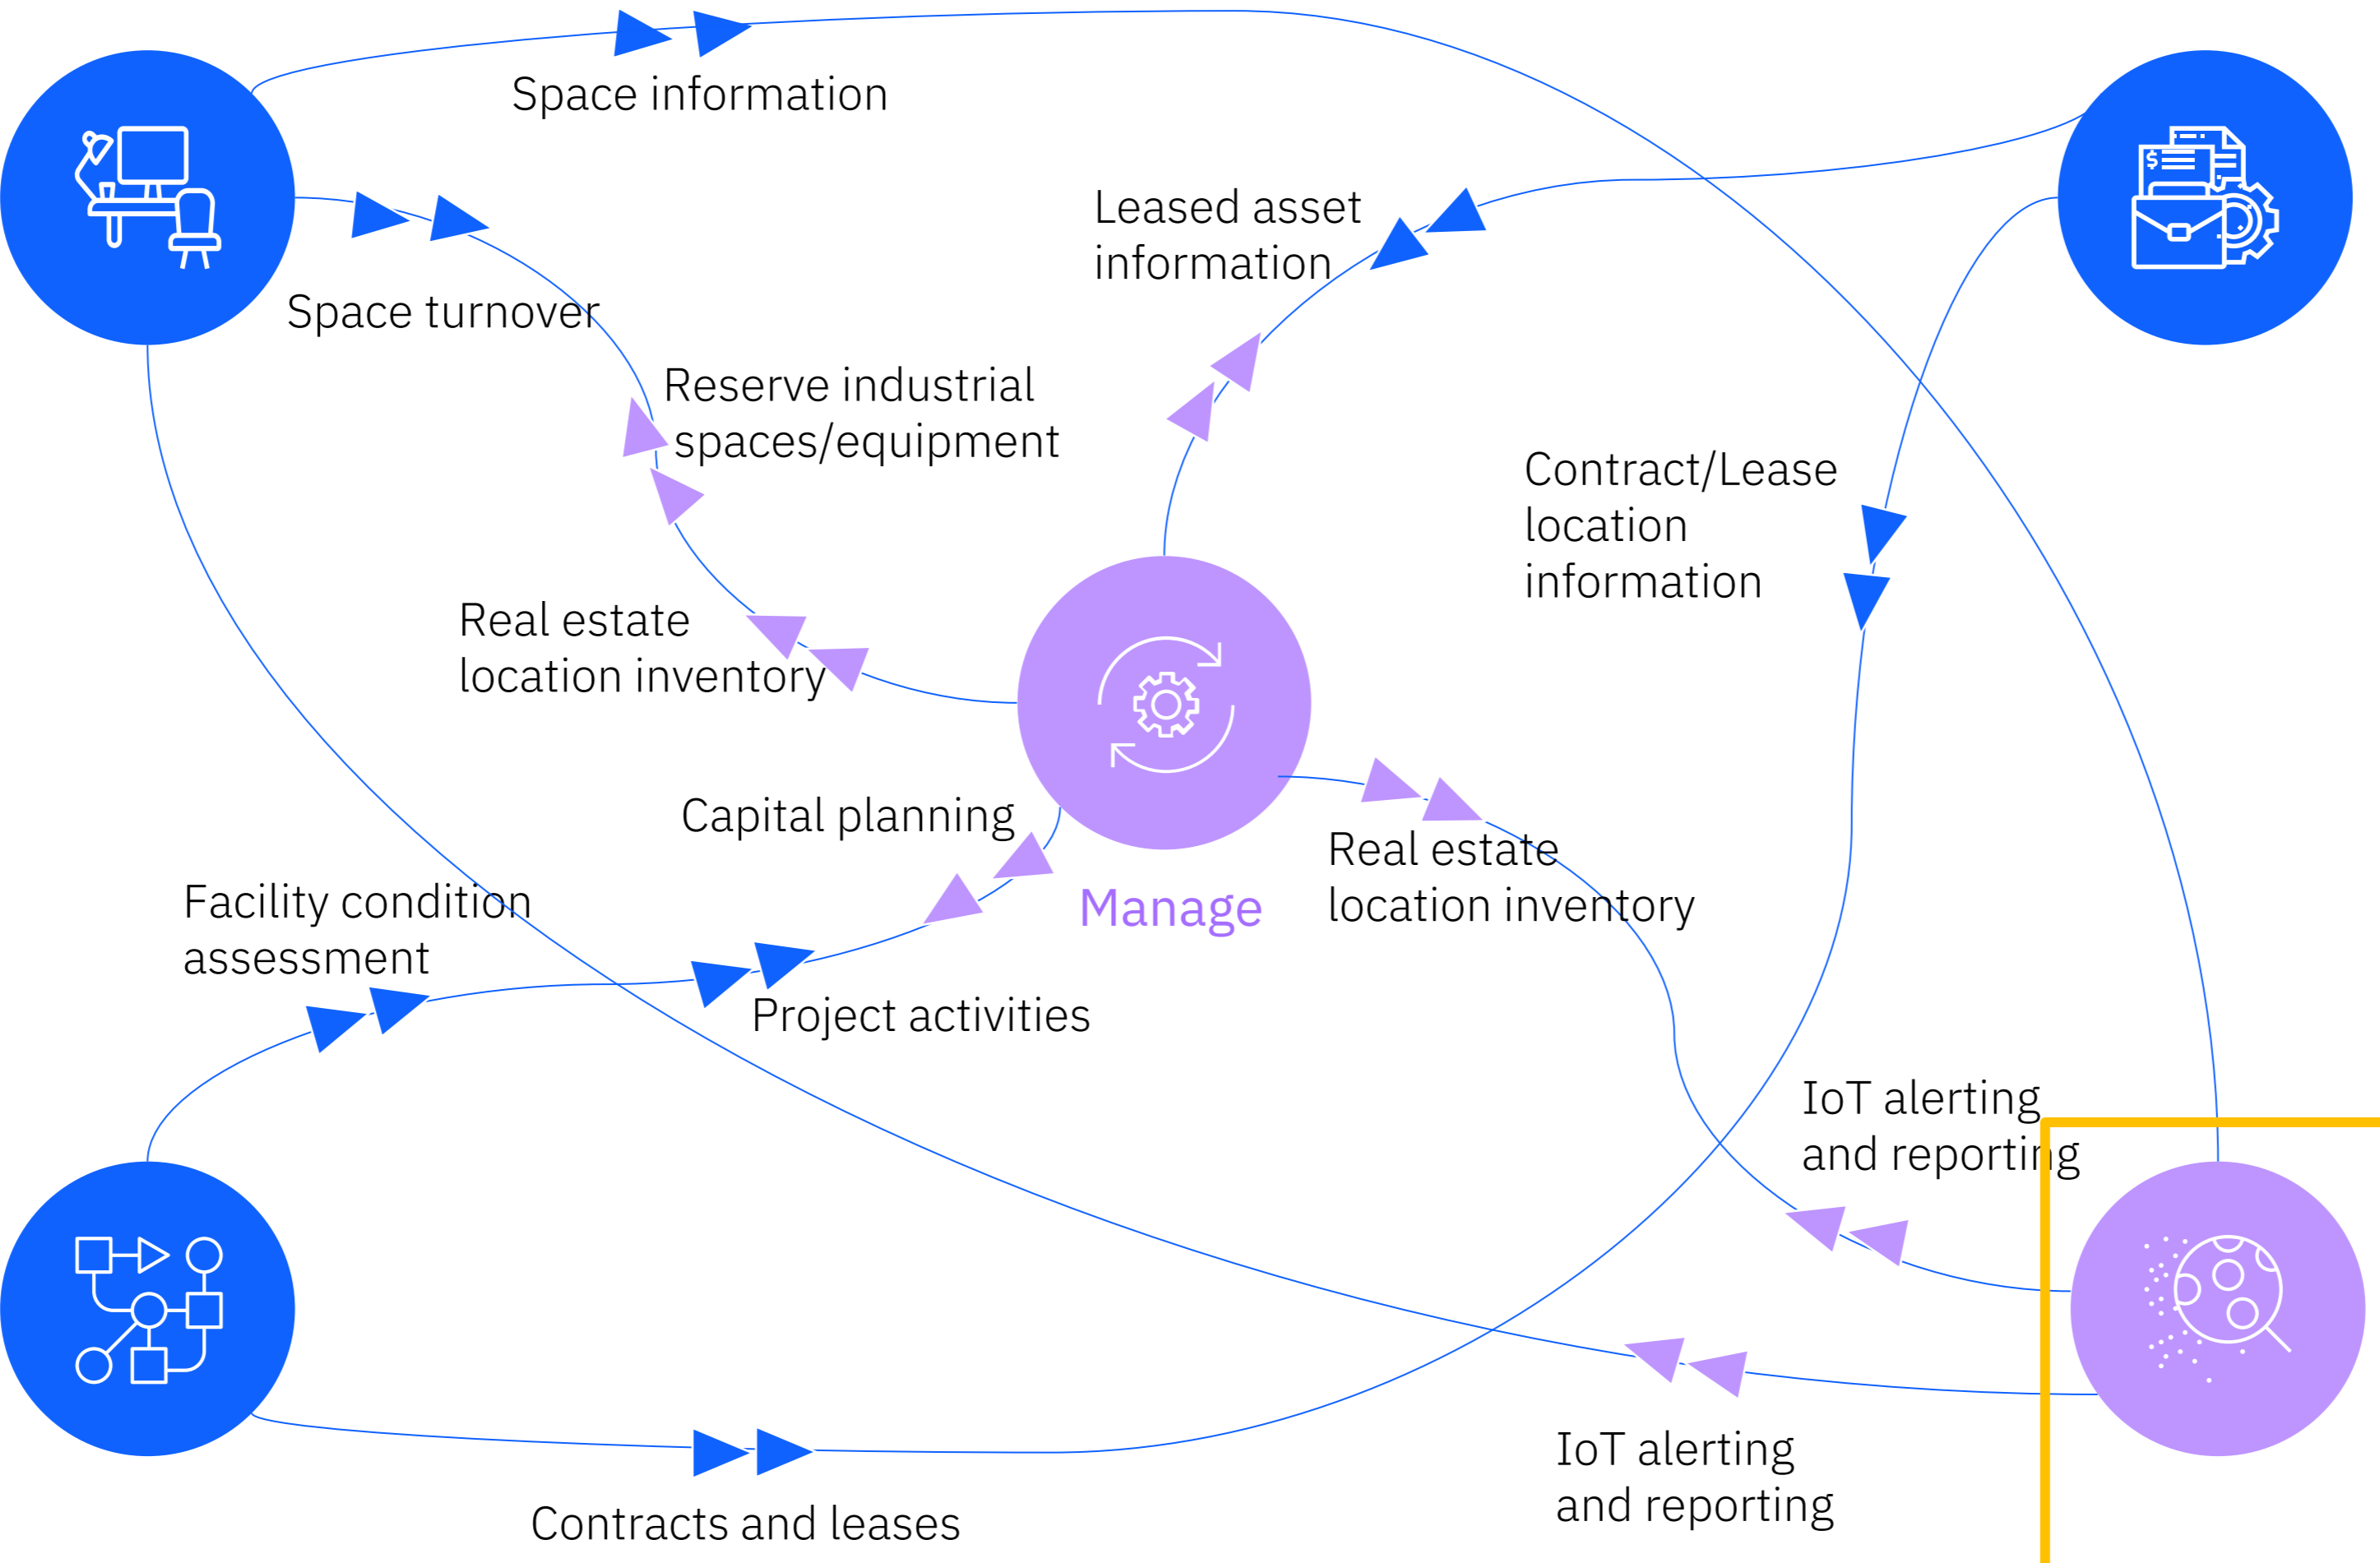 Space information
Leased asset
information
Space turnover
Reserve industrial
spaces/equipment
Contract/Lease
location
information
Real estate
location inventory
Capital planning
Real estate
location inventory
Manage
Facility condition
assessment
Project activities
IoT alerting
and reporting
IoT alerting
and reporting
Contracts and leases
$